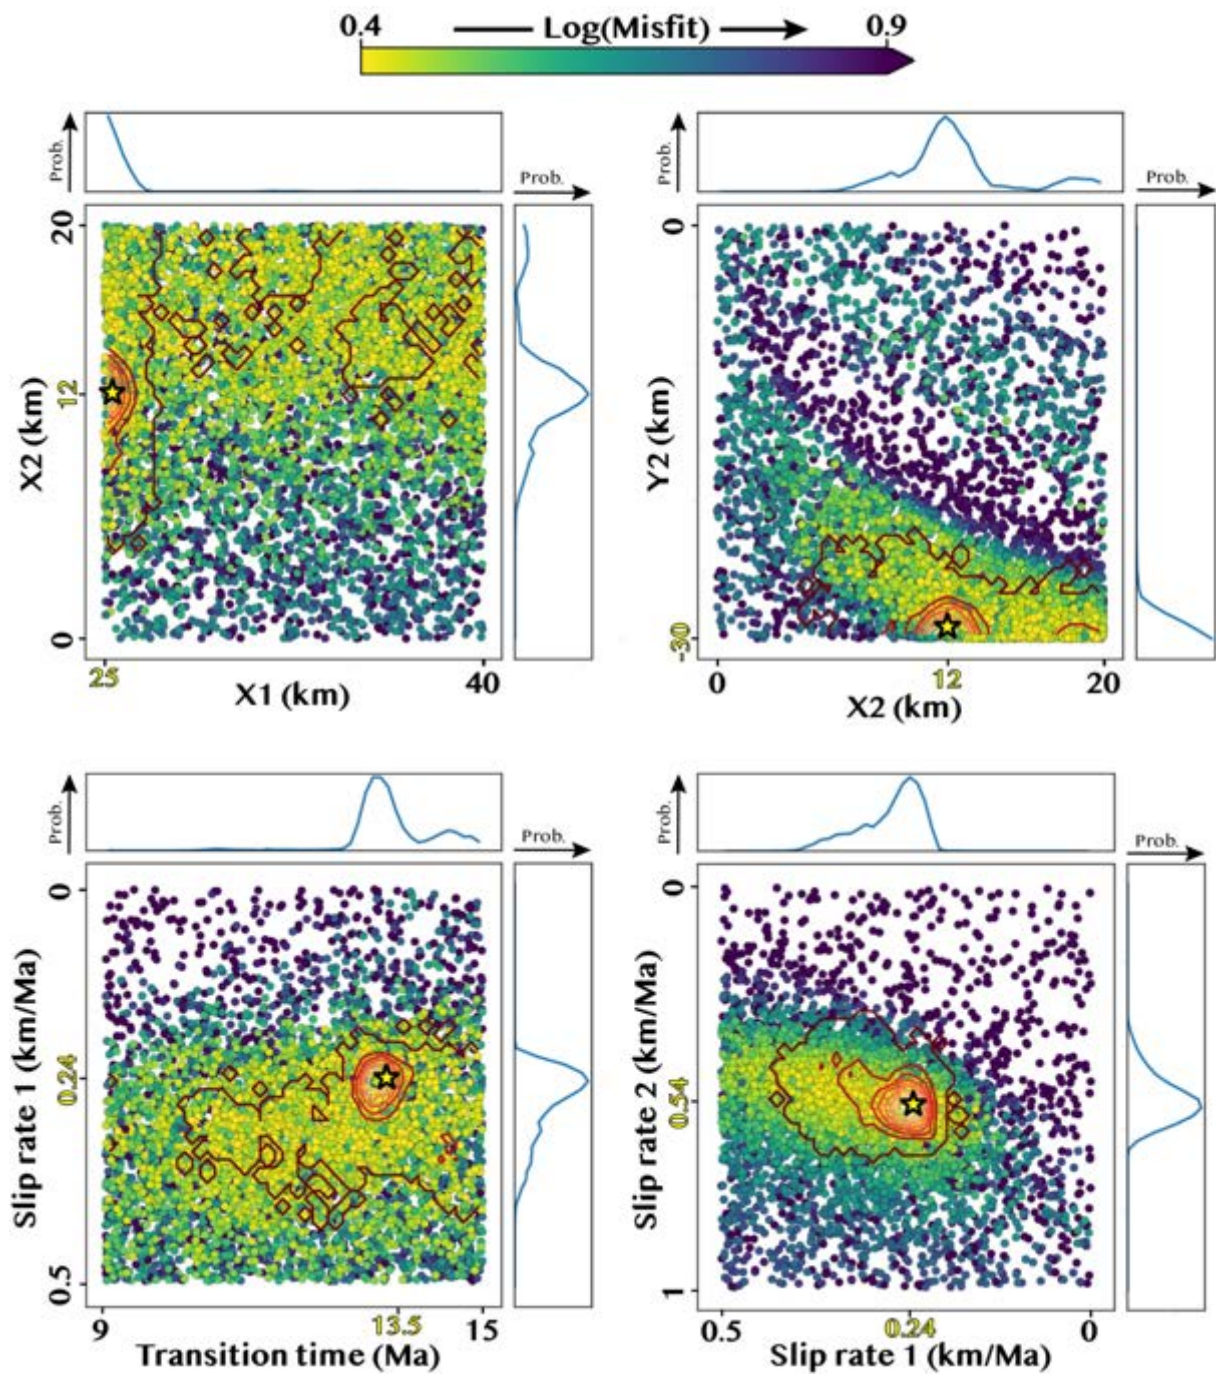 0.4 Log(Misfit) 0.9
Prob.
Prob.
20
12
0
X2 (km)
25
40
X1 (km)
Prob.
Prob.
0
-30
Y2 (km)
0
12
20
X2 (km)
Prob.
Prob.
0
0.24
0.5
Slip rate 1 (km/Ma)
9
13.5
15
Transition time (Ma)
Prob.
Prob.
0
0.54
1
Slip rate 2 (km/Ma)
0.5
0.24
0
Slip rate 1 (km/Ma)